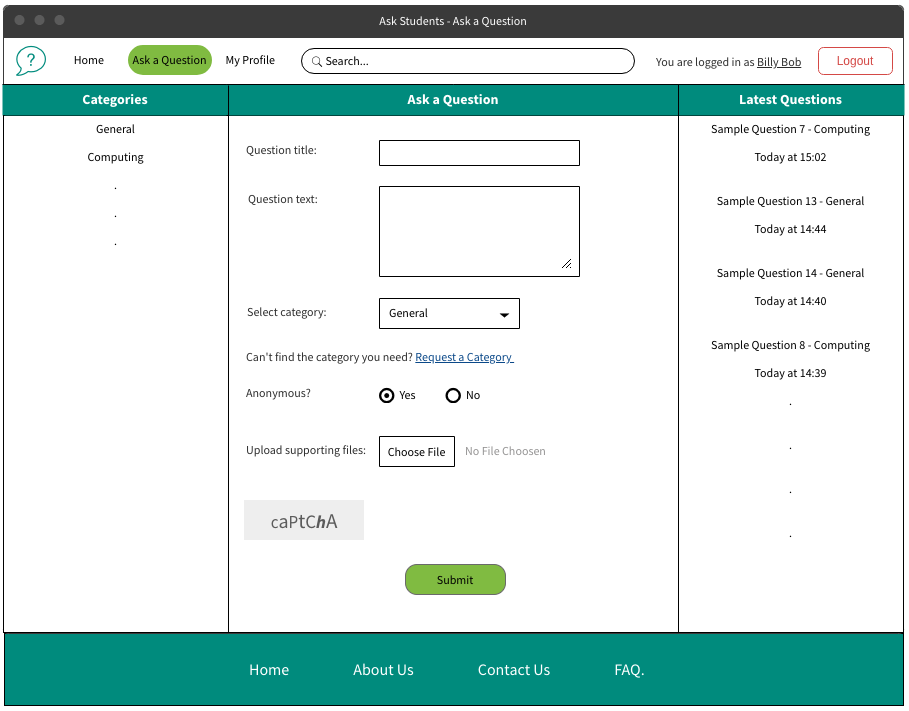 Ask Students - Ask a Question
?
Home
Ask a Question
My Profile
Search...
You are logged in as Billy Bob
Logout
Categories
General
Computing
.
.
.
Ask a Question
Question title:
Question text:
Select category:
General
Can't find the category you need? Request a Category
Anonymous?
Yes
No
Upload supporting files:
Choose File
No File Choosen
caPtChA
Submit
Latest Questions
Sample Question 7 - Computing
Today at 15:02
Sample Question 13 - General
Today at 14:44
Sample Question 14 - General
Today at 14:40
Sample Question 8 - Computing
Today at 14:39
.
.
.
.
Home
About Us
Contact Us
FAQ.